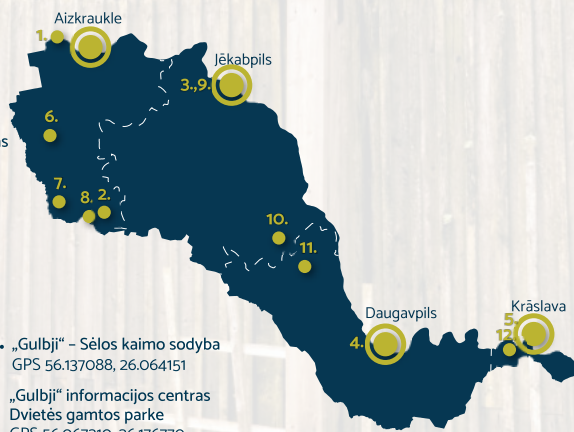 Aizkraukle
1.
Jēkabpils
3.,9.
6.
7.
8. 2.
10.
11.
Daugavpils
4.
Krāslava
5.
12.
„Gulbji“ – Sėlos kaimo sodyba
GPS 56.137088, 26.064151
„Gulbji“ informacijos centras
Dvietės gamtos parke